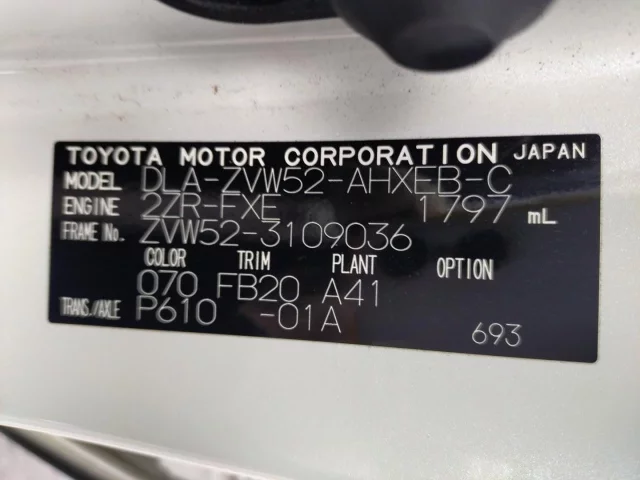 TOYOTA MOTOR CORPORATION JAPAN
MODEL DLA-ZVW52-AHXEB-C
ENGINE 2ZR-FXE 1797 mL
FRAME No. ZVW52-3109036
COLOR TRIM PLANT OPTION
070 FB20 A41
TRANS./AXLE P610 -01A
693